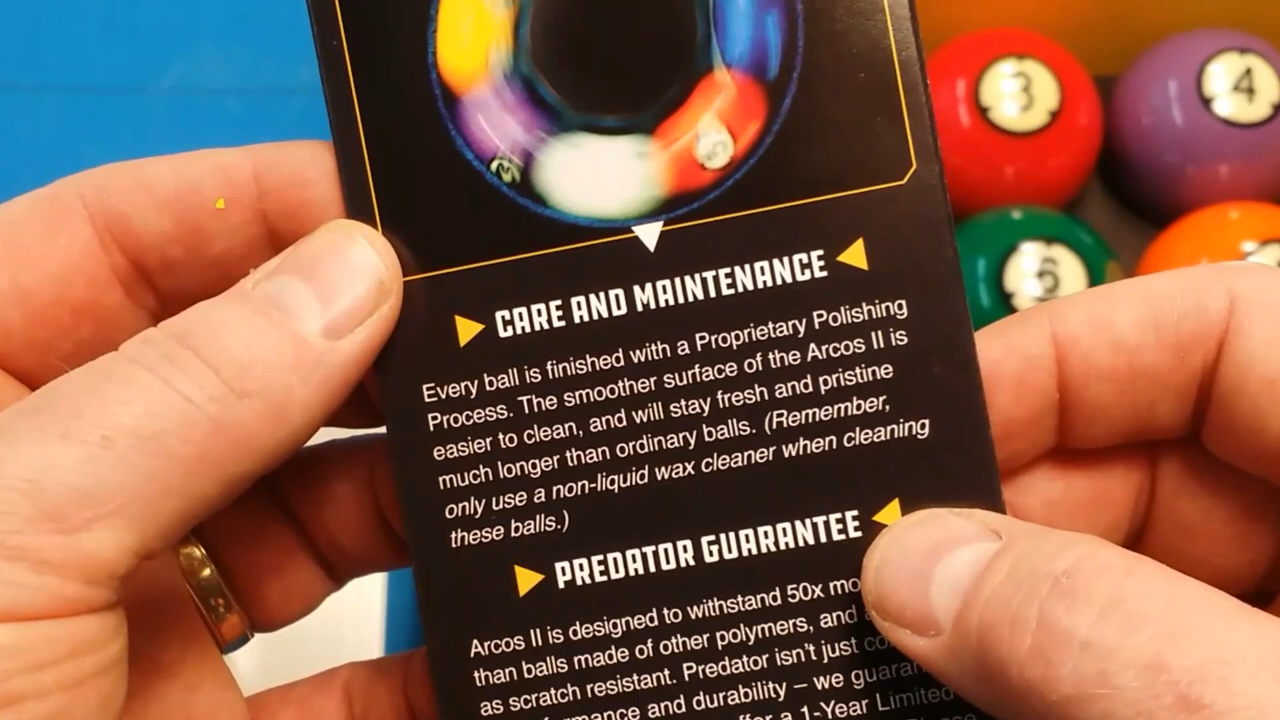 CARE AND MAINTENANCE
Every ball is finished with a Proprietary Polishing
Process. The smoother surface of the Arcos II is
easier to clean, and will stay fresh and pristine
much longer than ordinary balls. (Remember,
only use a non-liquid wax cleaner when cleaning
these balls.)
PREDATOR GUARANTEE
Arcos II is designed to withstand 50x
than balls made of other polymers, and
as scratch resistant. Predator isn't just
and durability – we
a 1-Year Limited
3
4
6